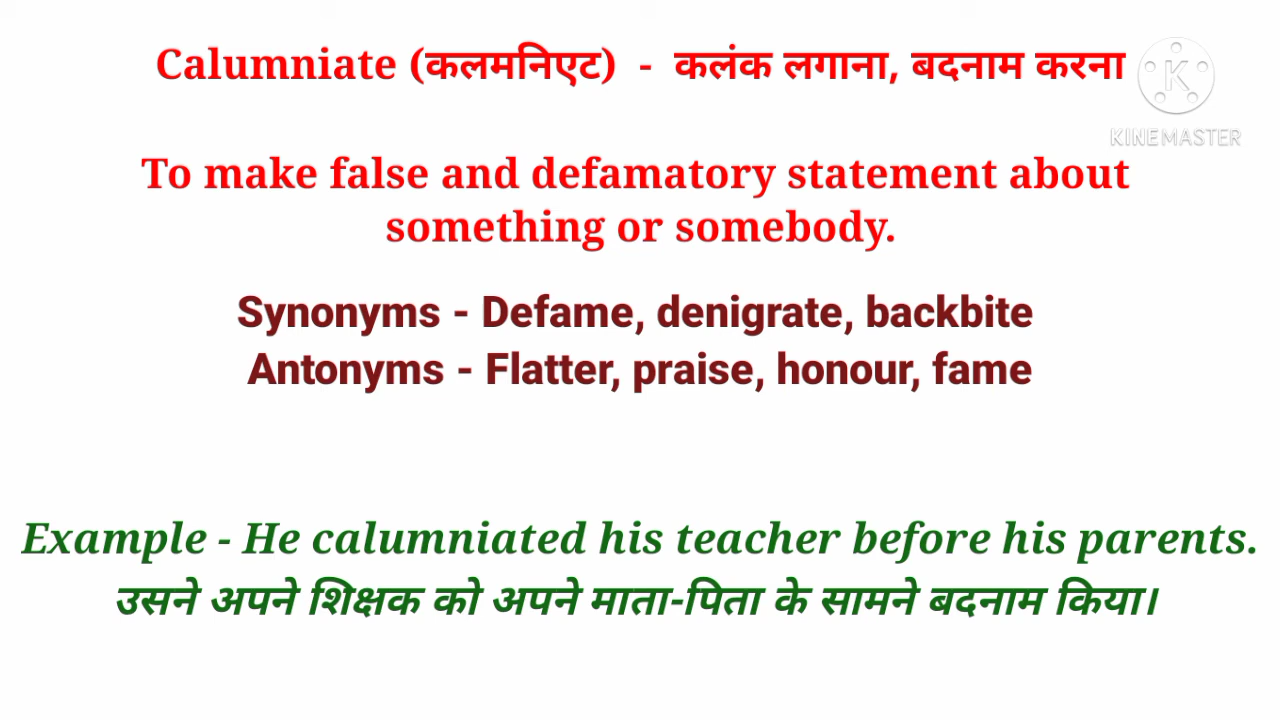 Calumniate (कलमनिएट) - कलंक लगाना, बदनाम करना
K
KINEMASTER
To make false and defamatory statement about
something or somebody.
Synonyms - Defame, denigrate, backbite
Antonyms - Flatter, praise, honour, fame
Example - He calumniated his teacher before his parents.
उसने अपने शिक्षक को अपने माता-पिता के सामने बदनाम किया।